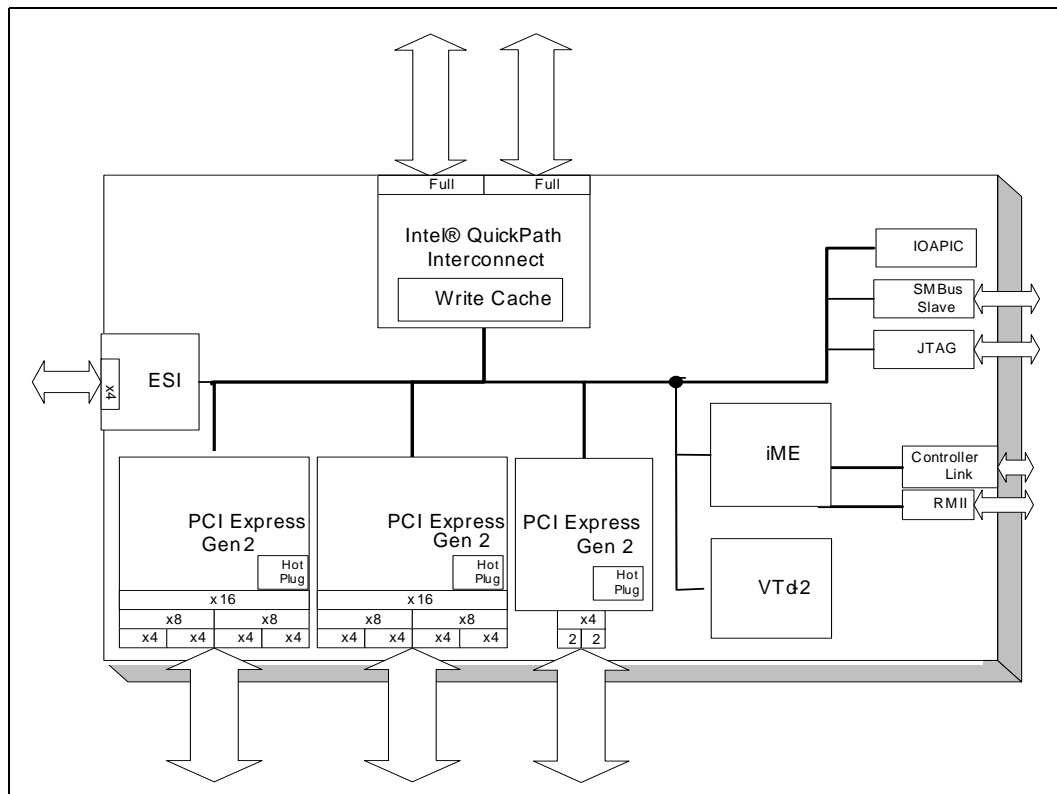 Full Full
Intel® QuickPath
Interconnect
Write Cache
IOAPIC
SMBus
Slave
JTAG
x4
ESI
iME
Controller
Link
RMII
PCI Express
Gen2
Hot
Plug
x16
x8 x8
x4 x4 x4 x4
PCI Express
Gen 2
Hot
Plug
x16
x8 x8
x4 x4 x4 x4
PCI Express
Gen 2
Hot
Plug
x4
2 2
VTd-2